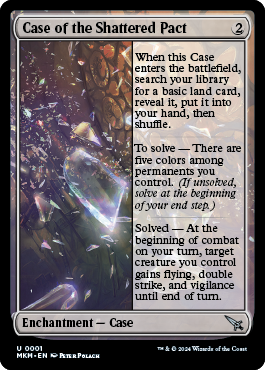 Case of the Shattered Pact 2
When this Case
enters the battlefield,
search your library
for a basic land card,
reveal it, put it into
your hand, then
shuffle.
To solve — There are
five colors among
permanents you
control. (If unsolved,
solve at the beginning
of your end step.)
Solved — At the
beginning of combat
on your turn, target
creature you control
gains flying, double
strike, and vigilance
until end of turn.
Enchantment — Case
U 0001
MKM • EN Peter Polach
™ & © 2024 Wizards of the Coast